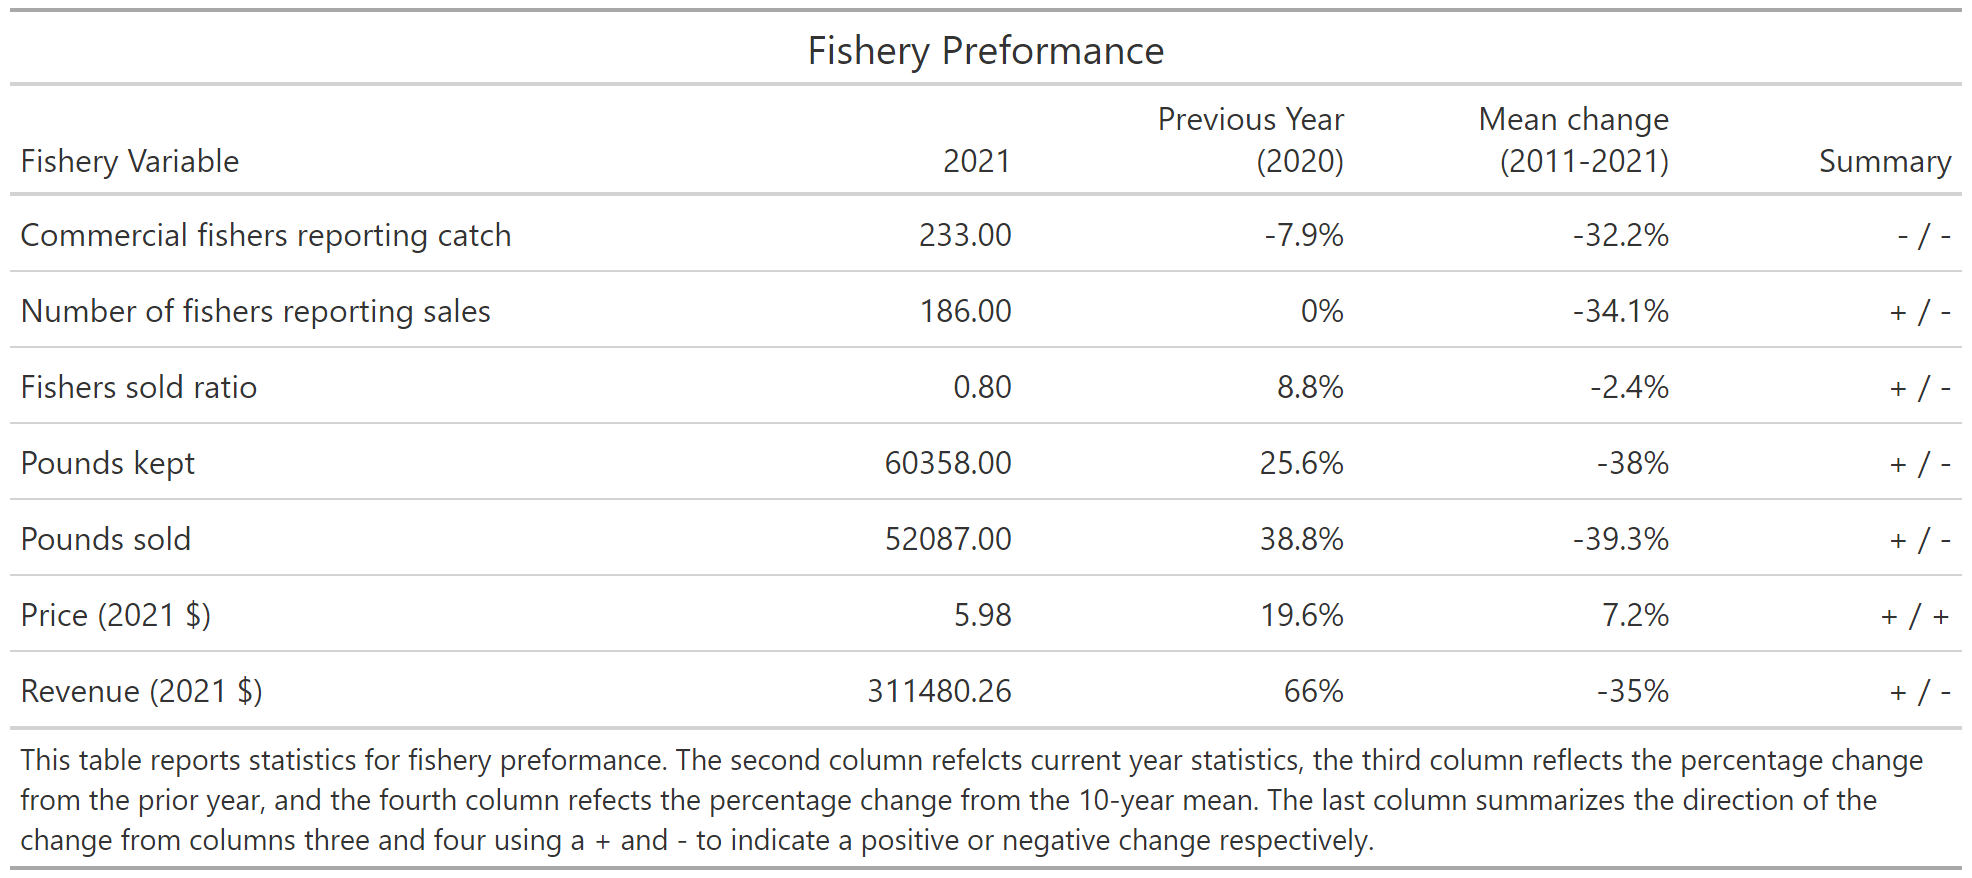 Fishery Preformance
Fishery Variable 2021 Previous Year (2020) Mean change (2011-2021) Summary
Commercial fishers reporting catch 233.00 -7.9% -32.2% - / -
Number of fishers reporting sales 186.00 0% -34.1% + / -
Fishers sold ratio 0.80 8.8% -2.4% + / -
Pounds kept 60358.00 25.6% -38% + / -
Pounds sold 52087.00 38.8% -39.3% + / -
Price (2021 $) 5.98 19.6% 7.2% + / +
Revenue (2021 $) 311480.26 66% -35% + / -
This table reports statistics for fishery preformance. The second column refelcts current year statistics, the third column reflects the percentage change
from the prior year, and the fourth column refects the percentage change from the 10-year mean. The last column summarizes the direction of the
change from columns three and four using a + and - to indicate a positive or negative change respectively.